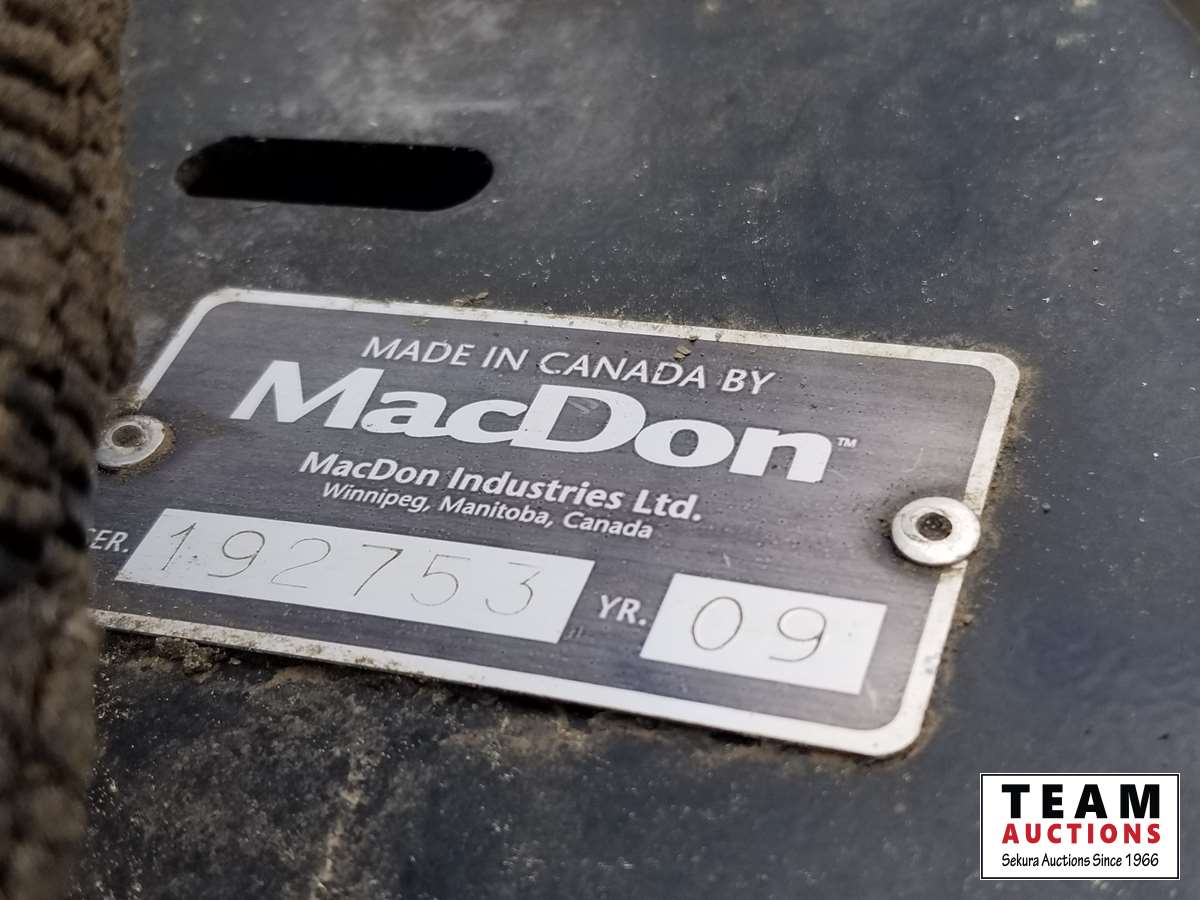 MADE IN CANADA BY
MacDon™
MacDon Industries Ltd.
Winnipeg, Manitoba, Canada
SER. 192753 YR. 09
TEAM
AUCTIONS
Sekura Auctions Since 1966